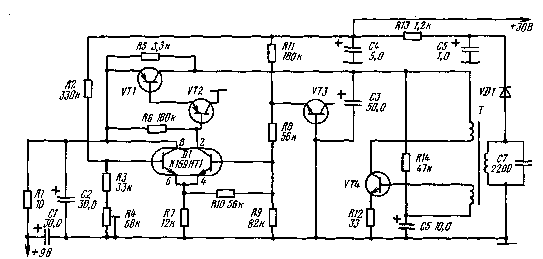 +30В
R13 1,2к
R5 3,3к
R11
180к
C4
5,0
C5
1,0
R2
330к
VT1
VT2
VT3
C3
50,0
VD1
T
R6 180к
R8
56к
8
2
D1
К159НТ1
6
4
R14
47к
C7
2200
VT4
R1
10
C2
30,0
R3
33к
R10 56к
C1
30,0
R4
68к
R7
12к
R9
82к
R12
33
C6 10,0
+9В